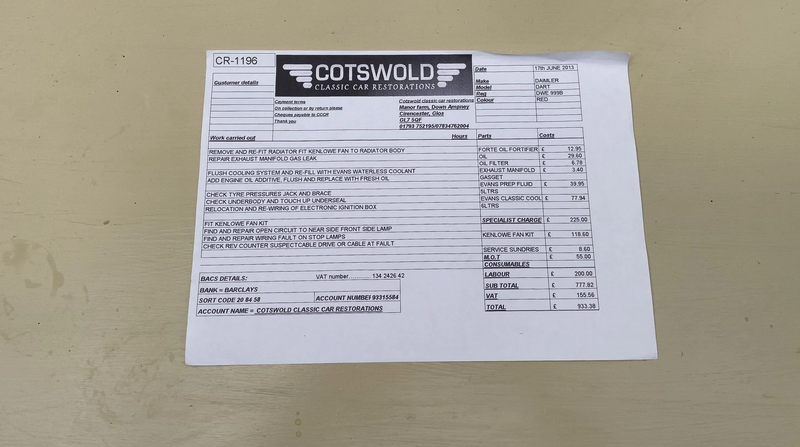 CR-1196
COTSWOLD
CLASSIC CAR RESTORATIONS
Date 17th JUNE 2013
Customer details
Make DAIMLER
Model DART
Reg DWE 999B
Colour RED
Payment terms
On collection or by return please
Cheques payable to CCCR
Thank you
Cotswold classic car restorations
Manor farm, Down Ampney
Cirencester, Glos
GL7 5QF
01793 752195/07834762004
Work carried out Hours Parts Costs
REMOVE AND RE-FIT RADIATOR FIT KENLOWE FAN TO RADIATOR BODY FORTE OIL FORTIFIER £ 12.95
REPAIR EXHAUST MANIFOLD GAS LEAK OIL £ 29.60
OIL FILTER £ 6.78
FLUSH COOLING SYSTEM AND RE-FILL WITH EVANS WATERLESS COOLANT EXHAUST MANIFOLD £ 3.40
ADD ENGINE OIL ADDITIVE, FLUSH AND REPLACE WITH FRESH OIL GASGET
EVANS PREP FLUID £ 39.95
CHECK TYRE PRESSURES JACK AND BRACE 5LTRS
CHECK UNDERBODY AND TOUCH UP UNDERSEAL EVANS CLASSIC COOL £ 77.94
RELOCATION AND RE-WIRING OF ELECTRONIC IGNITION BOX 6LTRS
SPECIALIST CHARGE £ 225.00
FIT KENLOWE FAN KIT
FIND AND REPAIR OPEN CIRCUIT TO NEAR SIDE FRONT SIDE LAMP KENLOWE FAN KIT £ 118.60
FIND AND REPAIR WIRING FAULT ON STOP LAMPS
CHECK REV COUNTER SUSPECTCABLE DRIVE OR CABLE AT FAULT SERVICE SUNDRIES £ 8.60
M.O.T £ 55.00
CONSUMABLES
LABOUR £ 200.00
SUB TOTAL £ 777.82
VAT £ 155.56
TOTAL £ 933.38
BACS DETAILS: VAT number........... 134 2426 42
BANK = BARCLAYS
SORT CODE 20 84 58 ACCOUNT NUMBER 93315584
ACCOUNT NAME = COTSWOLD CLASSIC CAR RESTORATIONS